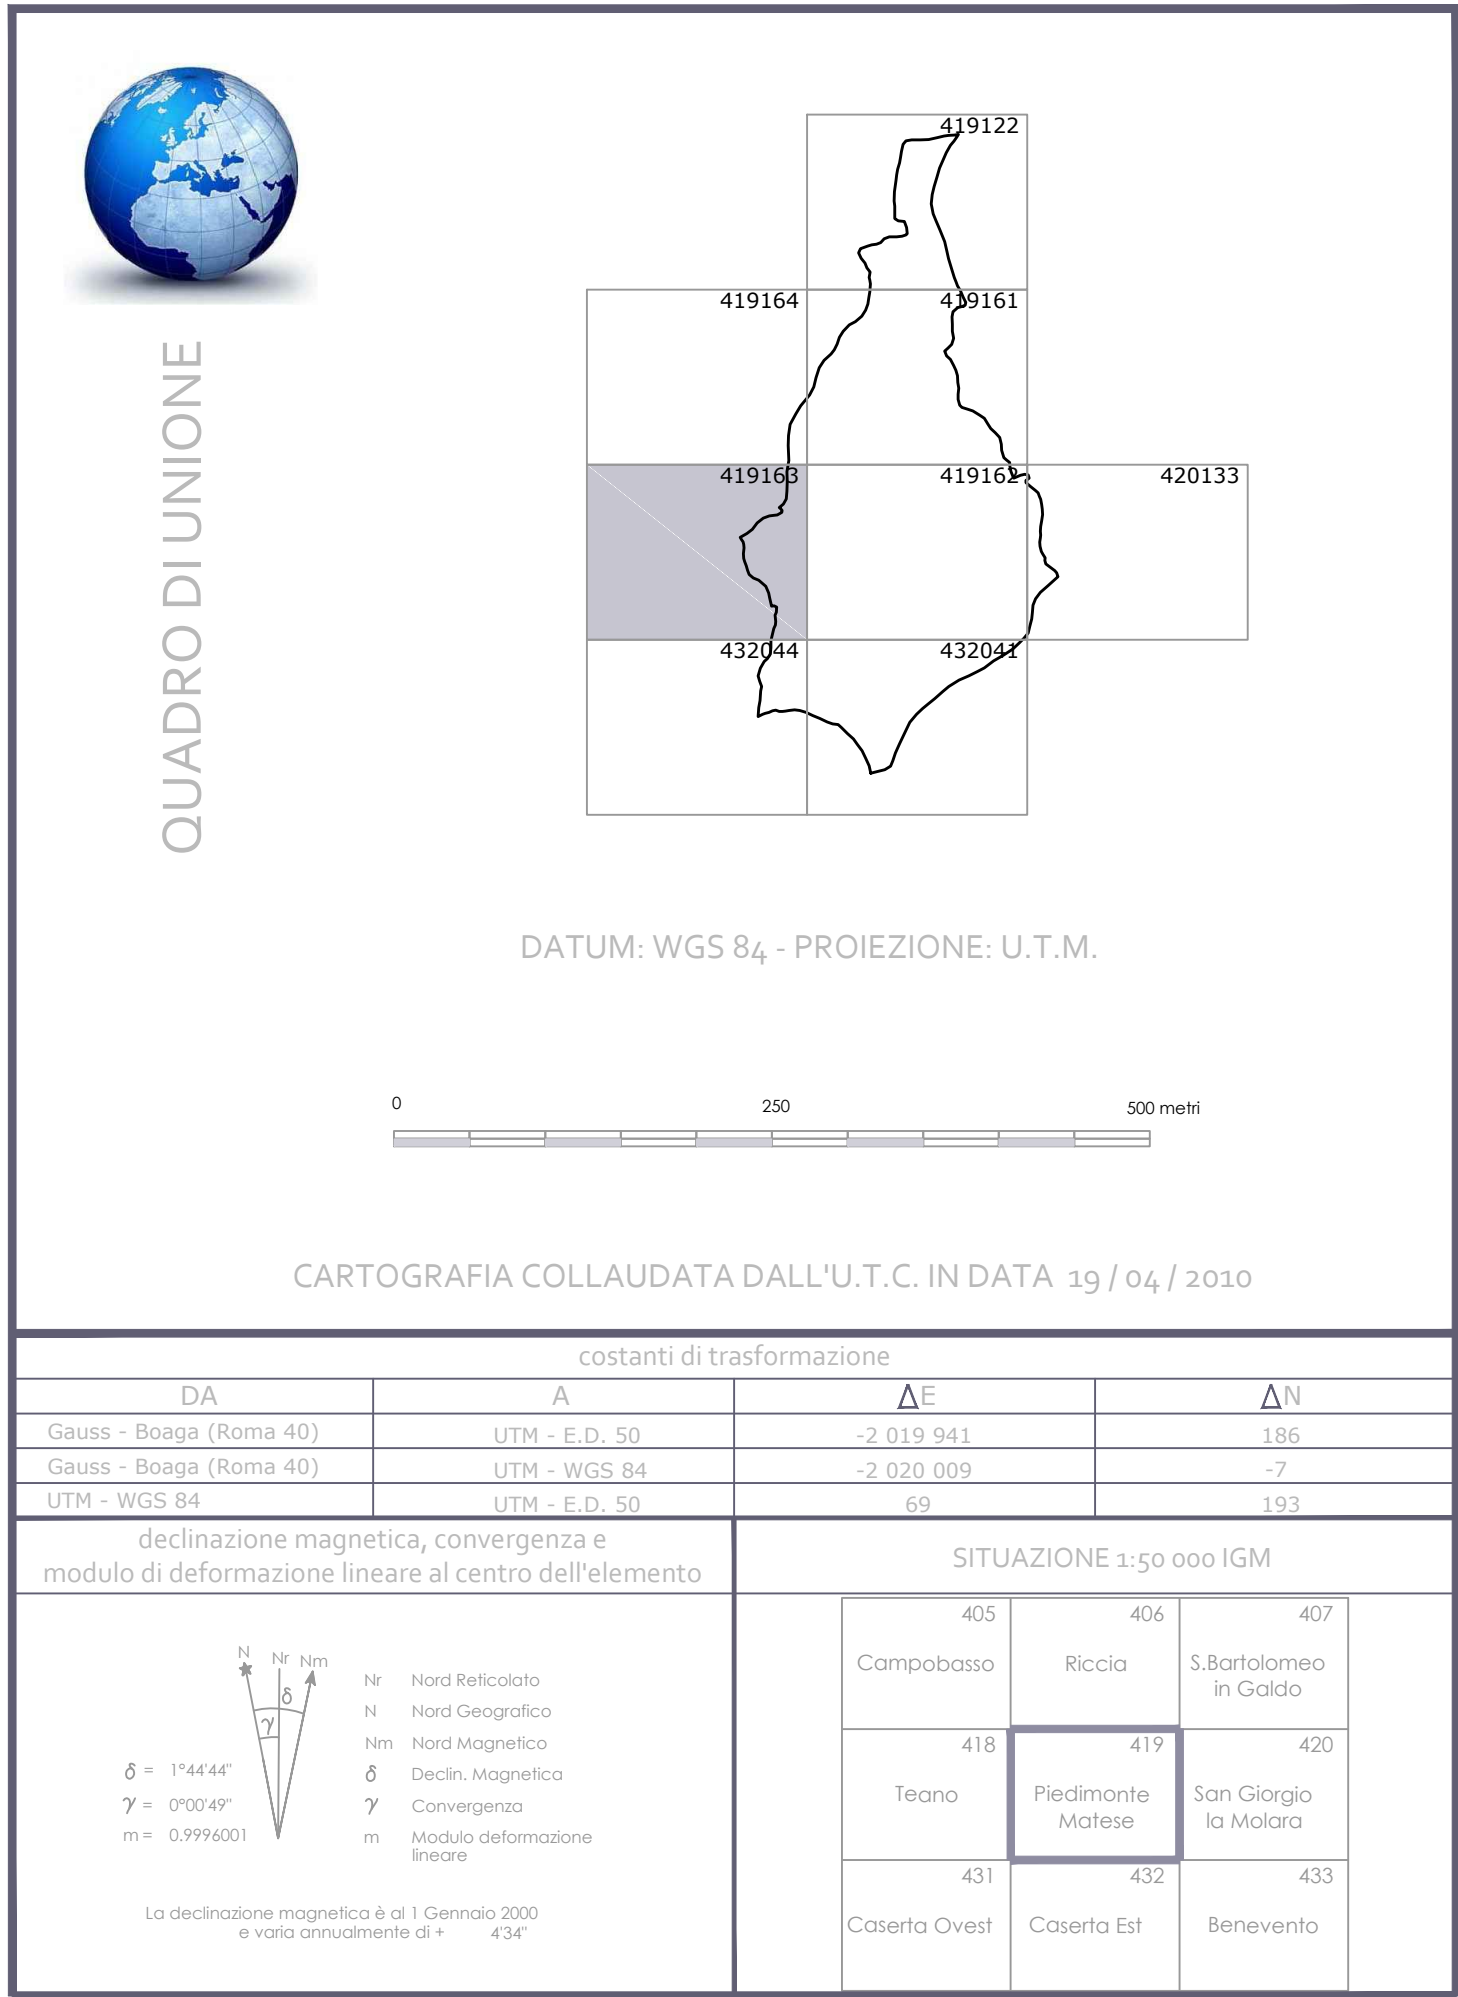 QUADRO DI UNIONE
419122
419164
419161
419163
419162
420133
432044
432041
DATUM: WGS 84 - PROIEZIONE: U.T.M.
0
250
500 metri
CARTOGRAFIA COLLAUDATA DALL'U.T.C. IN DATA 19 / 04 / 2010
costanti di trasformazione
DA A ΔE ΔN
Gauss - Boaga (Roma 40) UTM - E.D. 50 -2 019 941 186
Gauss - Boaga (Roma 40) UTM - WGS 84 -2 020 009 -7
UTM - WGS 84 UTM - E.D. 50 69 193
declinazione magnetica, convergenza e
modulo di deformazione lineare al centro dell'elemento
N Nr Nm
δ
γ
δ = 1°44'44"
γ = 0°00'49"
m = 0.9996001
Nr Nord Reticolato
N Nord Geografico
Nm Nord Magnetico
δ Declin. Magnetica
γ Convergenza
m Modulo deformazione
lineare
La declinazione magnetica è al 1 Gennaio 2000
e varia annualmente di + 4'34"
SITUAZIONE 1:50 000 IGM
405 406 407
Campobasso Riccia S.Bartolomeo
in Galdo
418 419 420
Teano Piedimonte San Giorgio
Matese la Molara
431 432 433
Caserta Ovest Caserta Est Benevento